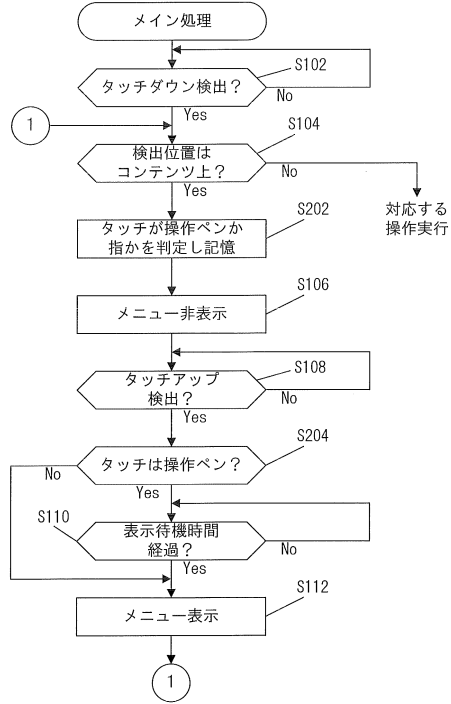 メイン処理
S102
タッチダウン検出？
No
Yes
1
S104
検出位置は
コンテンツ上？
No
Yes
対応する
操作実行
S202
タッチが操作ペンか
指かを判定し記憶
S106
メニュー非表示
S108
タッチアップ
検出？
No
Yes
S204
タッチは操作ペン？
No
Yes
S110
表示待機時間
経過？
No
Yes
S112
メニュー表示
1